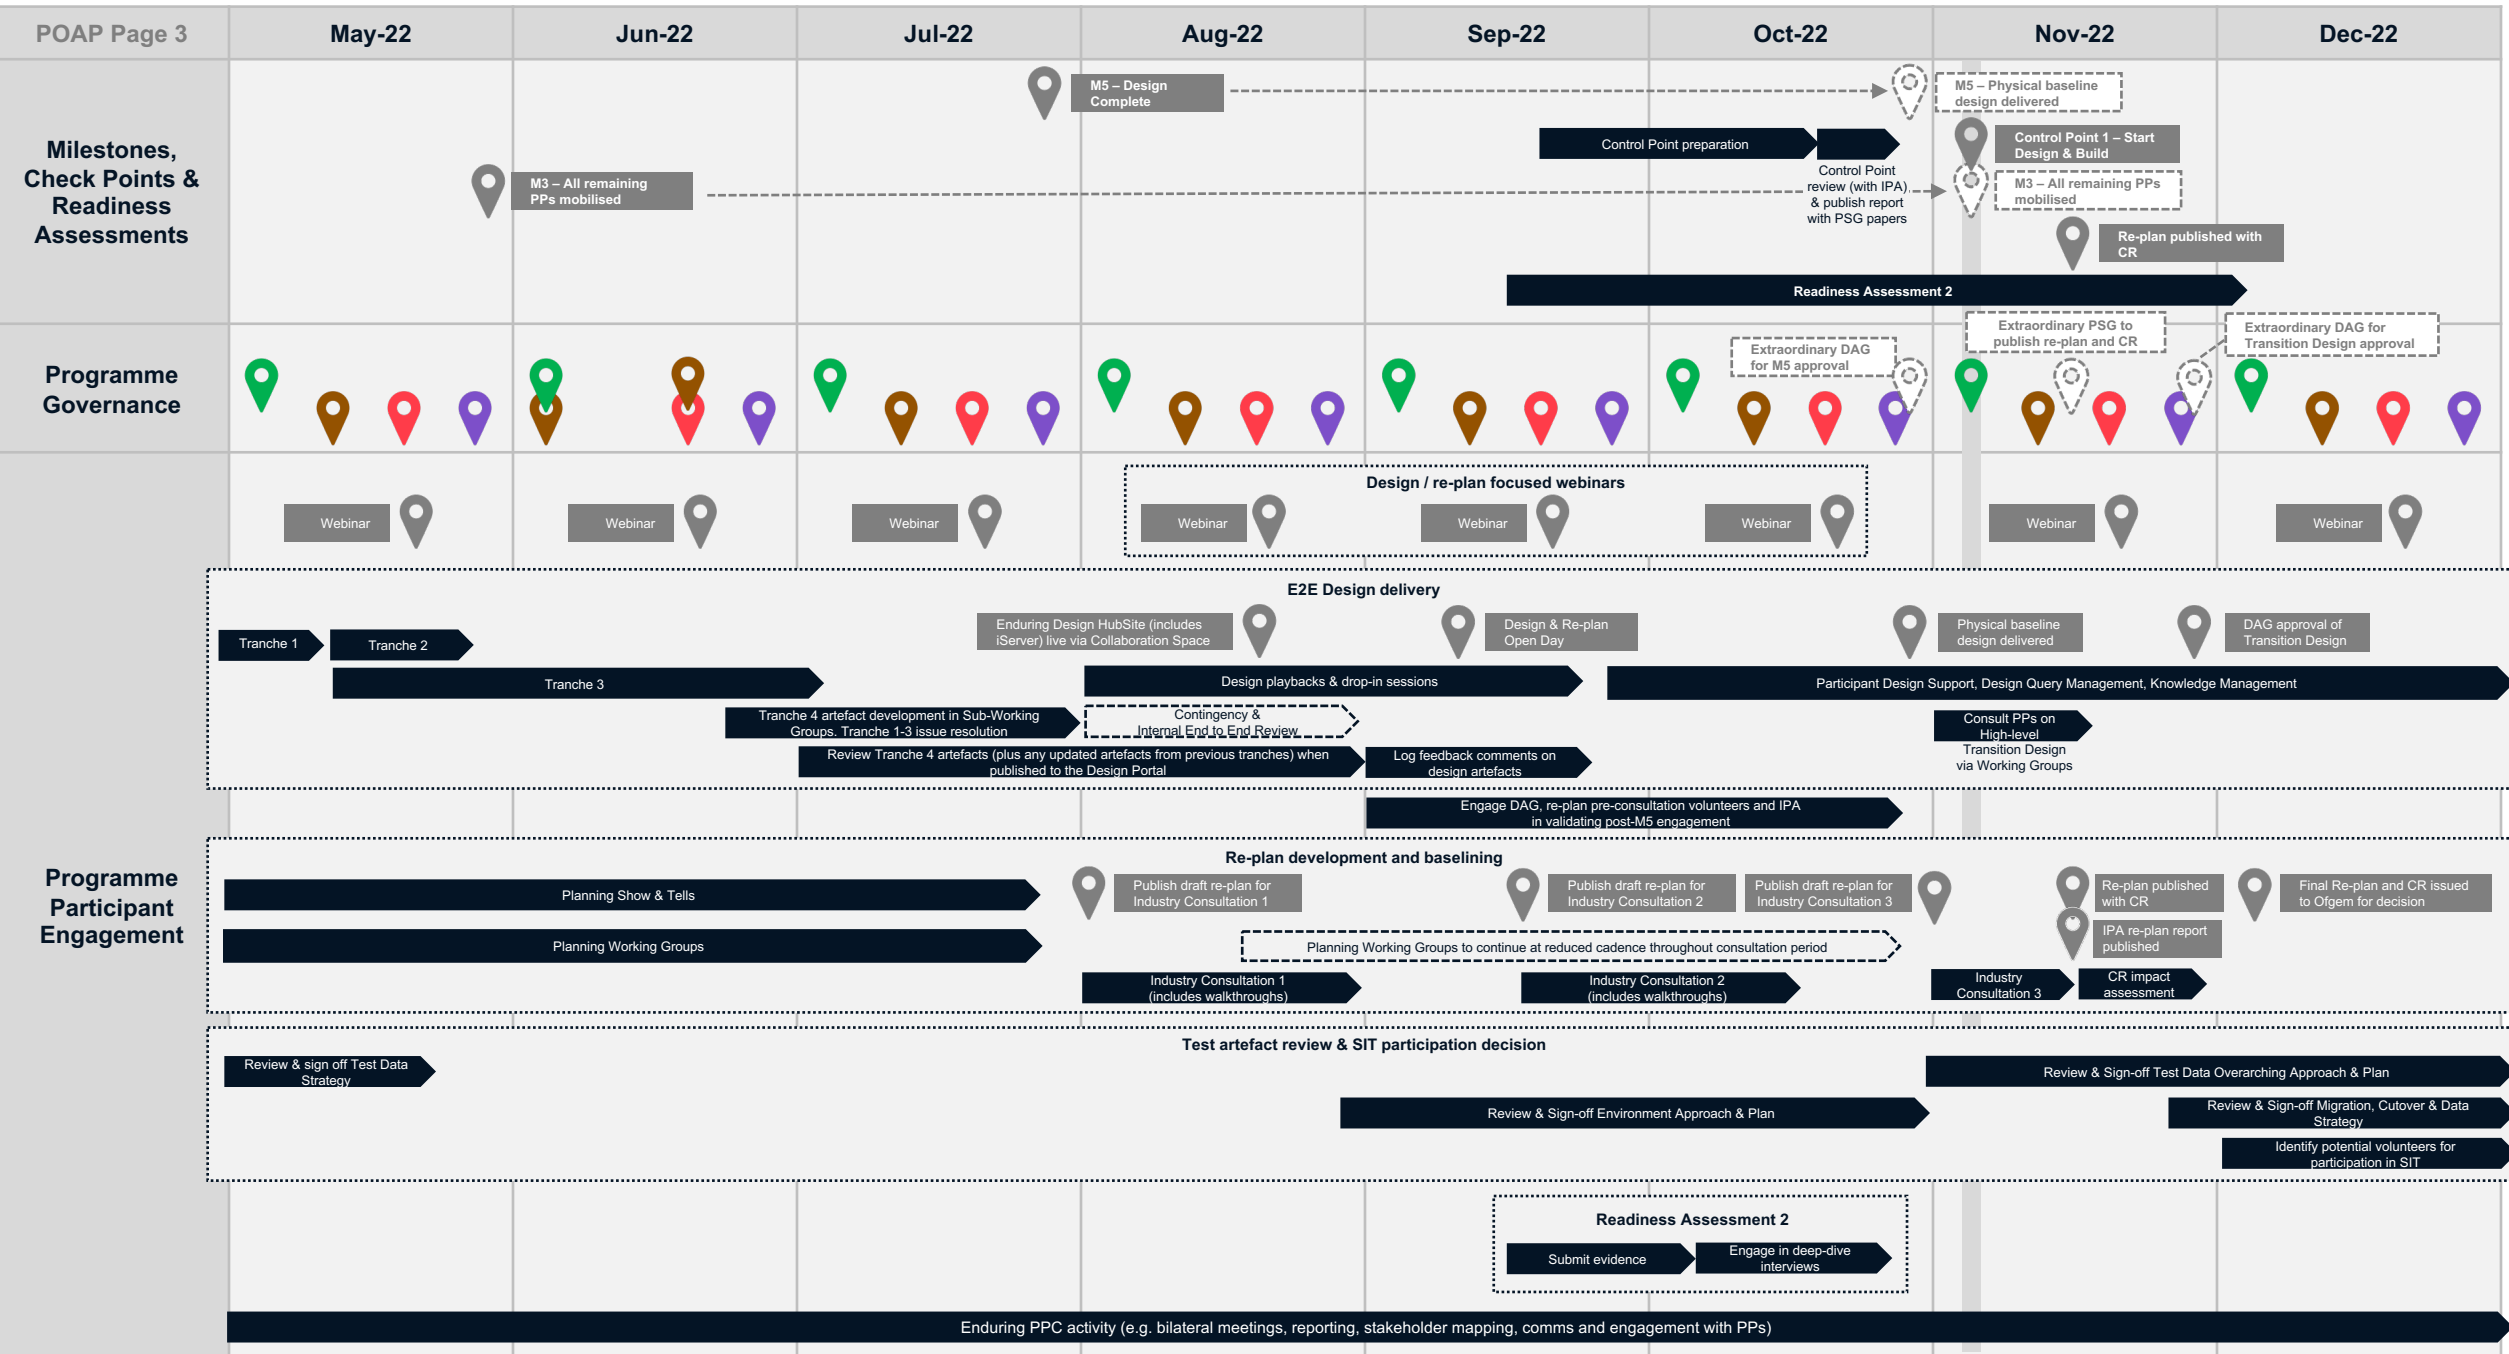 POAP Page 3
May-22
Jun-22
Jul-22
Aug-22
Sep-22
Oct-22
Nov-22
Dec-22
Milestones,
Check Points &
Readiness
Assessments
M5 – Design
Complete
M5 – Physical baseline
design delivered
Control Point preparation
Control Point
review (with IPA)
& publish report
with PSG papers
Control Point 1 – Start
Design & Build
M3 – All remaining
PPs mobilised
M3 – All remaining PPs
mobilised
Re-plan published with
CR
Readiness Assessment 2
Programme
Governance
Extraordinary DAG
for M5 approval
Extraordinary PSG to
publish re-plan and CR
Extraordinary DAG for
Transition Design approval
Programme
Participant
Engagement
Design / re-plan focused webinars
Webinar
Webinar
Webinar
Webinar
Webinar
Webinar
Webinar
Webinar
E2E Design delivery
Enduring Design HubSite (includes
iServer) live via Collaboration Space
Design & Re-plan
Open Day
Physical baseline
design delivered
DAG approval of
Transition Design
Tranche 1
Tranche 2
Tranche 3
Design playbacks & drop-in sessions
Participant Design Support, Design Query Management, Knowledge Management
Tranche 4 artefact development in Sub-Working
Groups. Tranche 1-3 issue resolution
Contingency &
Internal End to End Review
Consult PPs on
High-level
Transition Design
via Working Groups
Review Tranche 4 artefacts (plus any updated artefacts from previous tranches) when
published to the Design Portal
Log feedback comments on
design artefacts
Engage DAG, re-plan pre-consultation volunteers and IPA
in validating post-M5 engagement
Re-plan development and baselining
Planning Show & Tells
Publish draft re-plan for
Industry Consultation 1
Publish draft re-plan for
Industry Consultation 2
Publish draft re-plan for
Industry Consultation 3
Re-plan published
with CR
Final Re-plan and CR issued
to Ofgem for decision
IPA re-plan report
published
Planning Working Groups
Planning Working Groups to continue at reduced cadence throughout consultation period
Industry Consultation 1
(includes walkthroughs)
Industry Consultation 2
(includes walkthroughs)
Industry
Consultation 3
CR impact
assessment
Test artefact review & SIT participation decision
Review & sign off Test Data
Strategy
Review & Sign-off Test Data Overarching Approach & Plan
Review & Sign-off Environment Approach & Plan
Review & Sign-off Migration, Cutover & Data
Strategy
Identify potential volunteers for
participation in SIT
Readiness Assessment 2
Submit evidence
Engage in deep-dive
interviews
Enduring PPC activity (e.g. bilateral meetings, reporting, stakeholder mapping, comms and engagement with PPs)